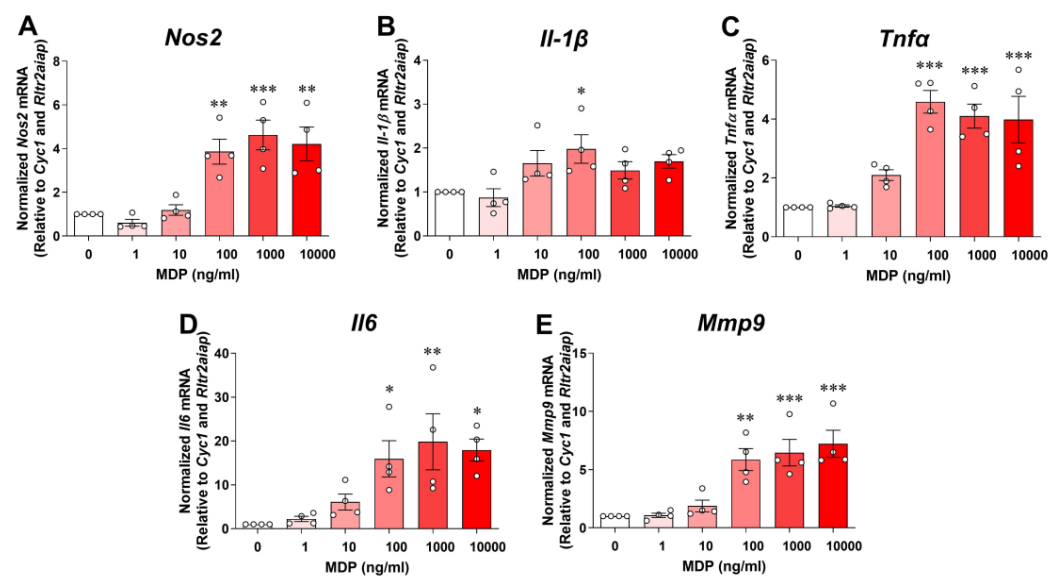 A
Nos2
Normalized Nos2 mRNA
(Relative to Cyc1 and Rltr2aiap)
8
6
4
2
0
** *** **
0 1 10 100 1000 10000
MDP (ng/ml)
B
Il-1β
Normalized Il-1β mRNA
(Relative to Cyc1 and Rltr2aiap)
4
3
2
1
0
*
0 1 10 100 1000 10000
MDP (ng/ml)
C
Tnfα
Normalized Tnfα mRNA
(Relative to Cyc1 and Rltr2aiap)
6
4
2
0
*** *** ***
0 1 10 100 1000 10000
MDP (ng/ml)
D
Il6
Normalized Il6 mRNA
(Relative to Cyc1 and Rltr2aiap)
40
30
20
10
0
* ** *
0 1 10 100 1000 10000
MDP (ng/ml)
E
Mmp9
Normalized Mmp9 mRNA
(Relative to Cyc1 and Rltr2aiap)
15
10
5
0
** *** ***
0 1 10 100 1000 10000
MDP (ng/ml)